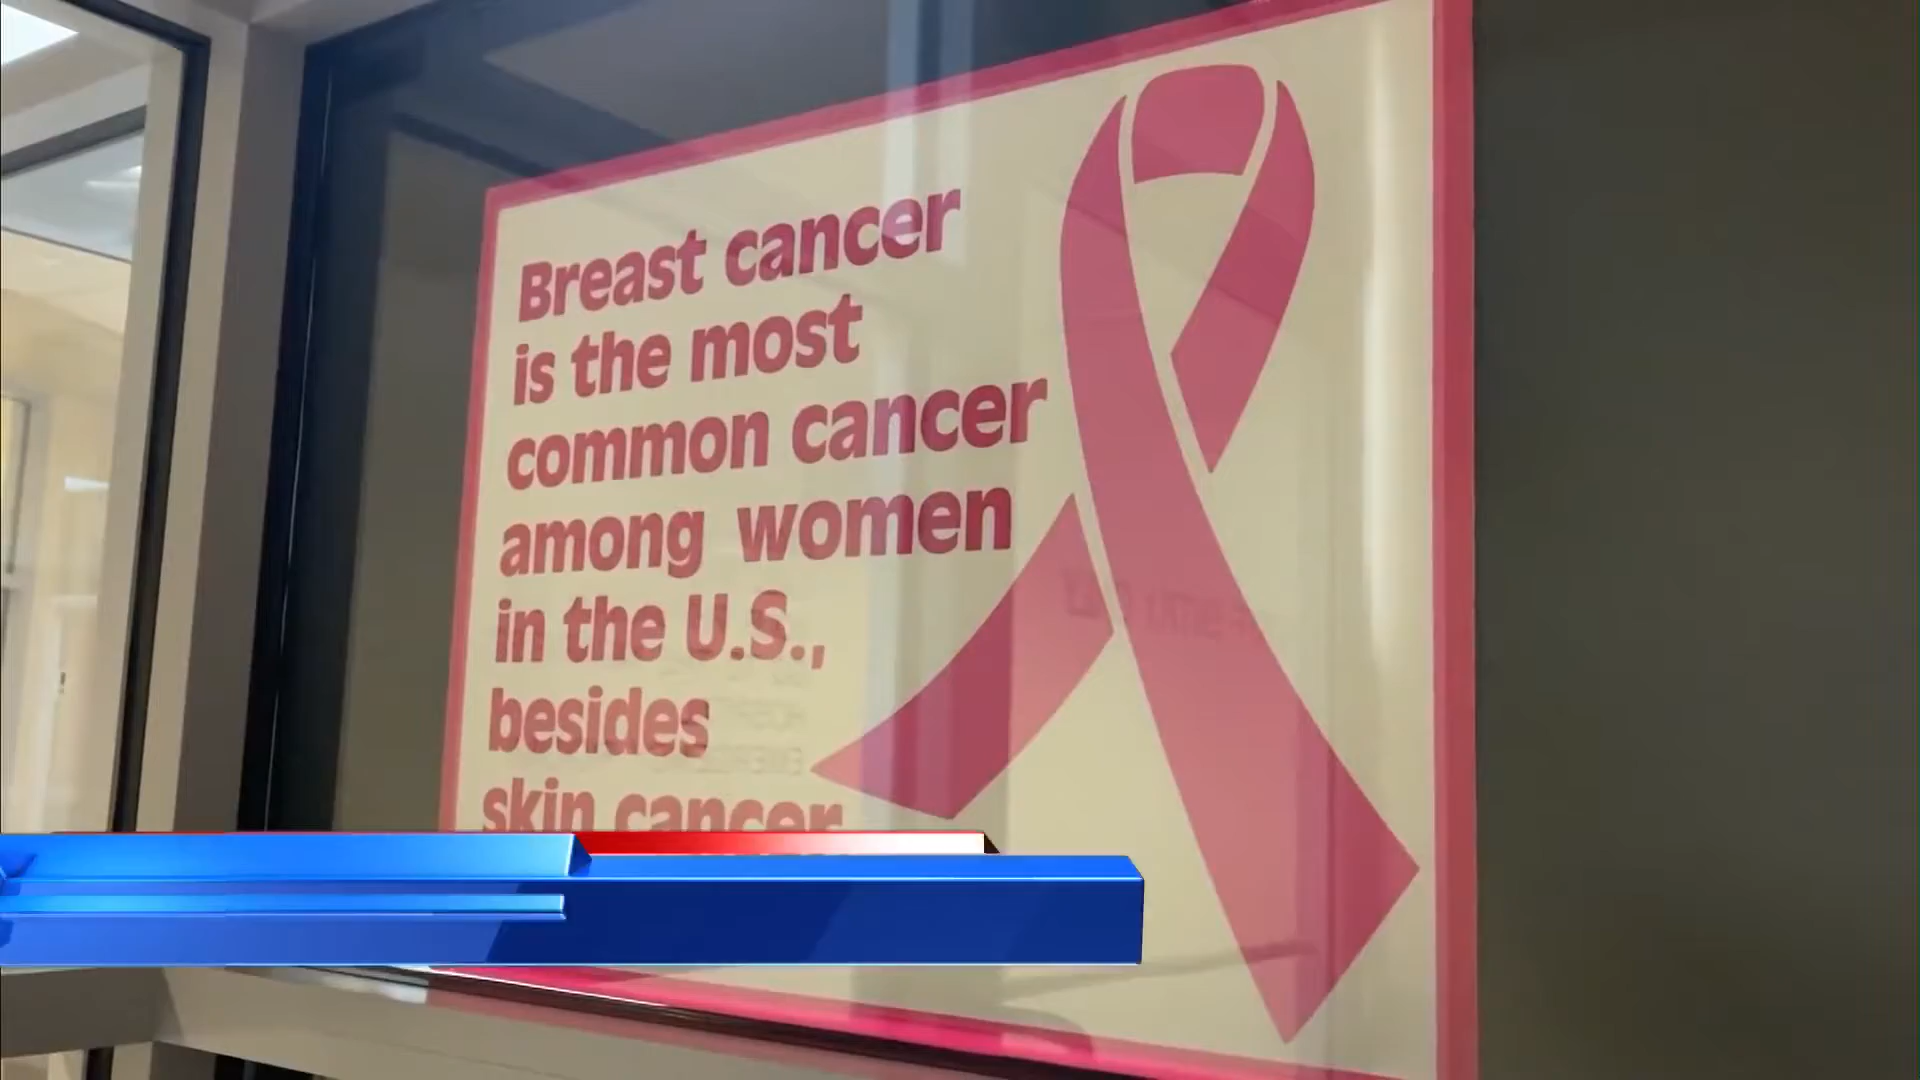 Breast cancer
is the most
common cancer
among women
in the U.S.,
besides
skin cancer